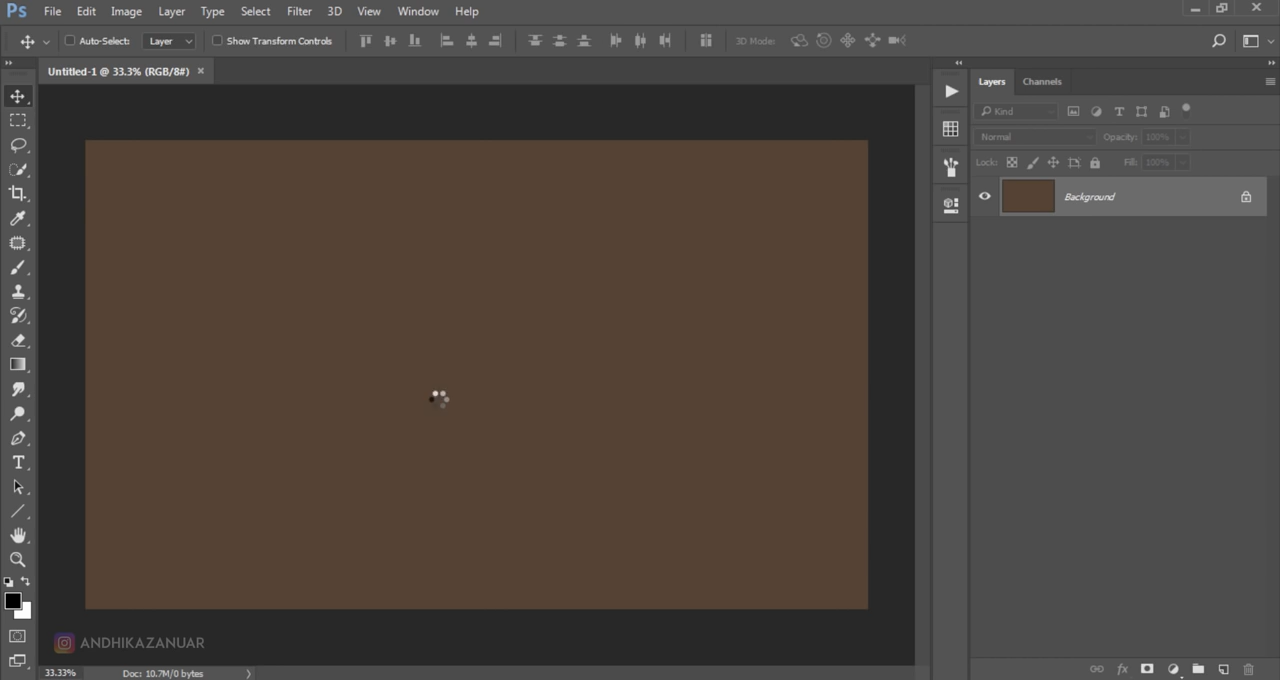 Ps File Edit Image Layer Type Select Filter 3D View Window Help
Auto-Select: Layer Show Transform Controls 3D Mode:
Untitled-1 @ 33.3% (RGB/8#) ×
Layers Channels
Kind
Normal Opacity: 100%
Lock: Fill: 100%
Background
fx
T
ANDHIKAZANUAR
33.33% Doc: 10.7M/0 bytes